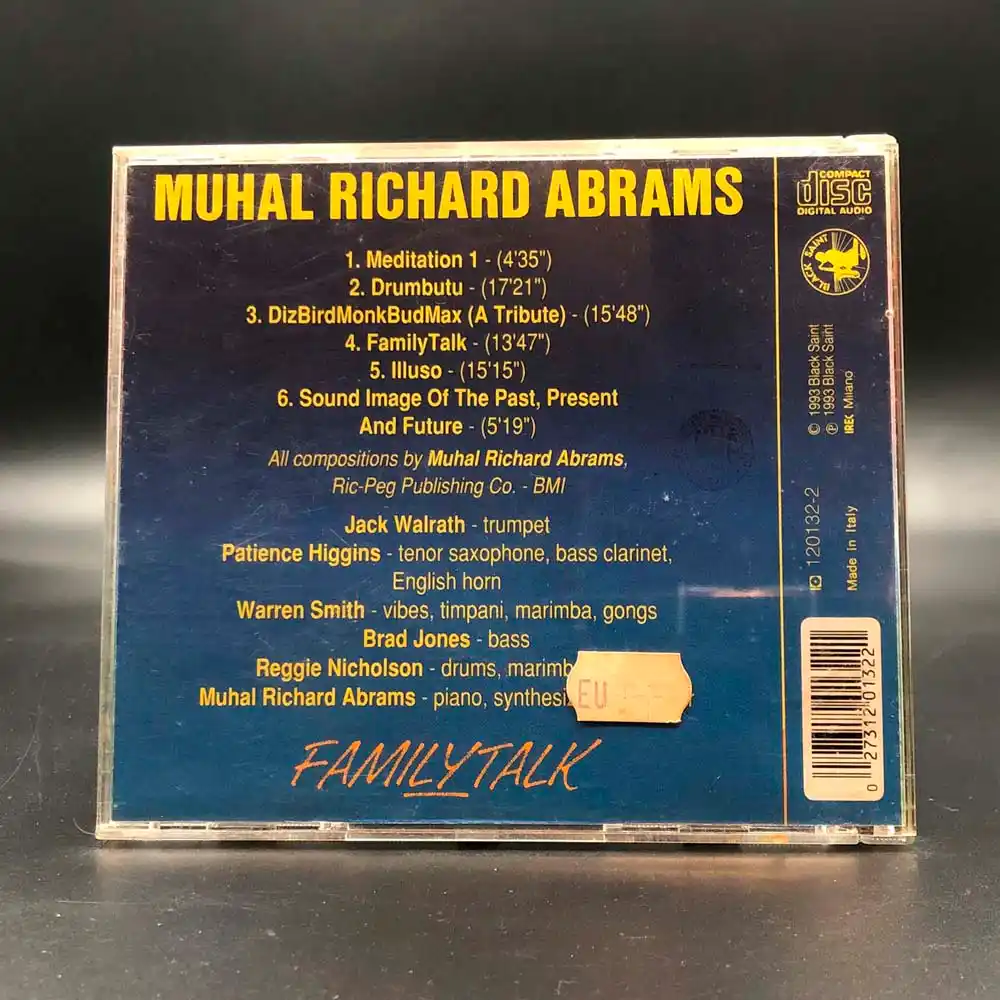 MUHAL RICHARD ABRAMS
1. Meditation 1 - (4'35")
2. Drumbutu - (17'21")
3. DizBirdMonkBudMax (A Tribute) - (15'48")
4. FamilyTalk - (13'47")
5. Illuso - (15'15")
6. Sound Image Of The Past, Present
And Future - (5'19")
All compositions by Muhal Richard Abrams,
Ric-Peg Publishing Co. - BMI
Jack Walrath - trumpet
Patience Higgins - tenor saxophone, bass clarinet,
English horn
Warren Smith - vibes, timpani, marimba, gongs
Brad Jones - bass
Reggie Nicholson - drums,
Muhal Richard Abrams - piano,
EU
FAMILYTALK
COMPACT
disc
DIGITAL AUDIO
BLACK SAINT
© 1993 Black Saint
℗ 1993 Black Saint
IREC Milano
120132-2
Made in Italy
0 27312 01322